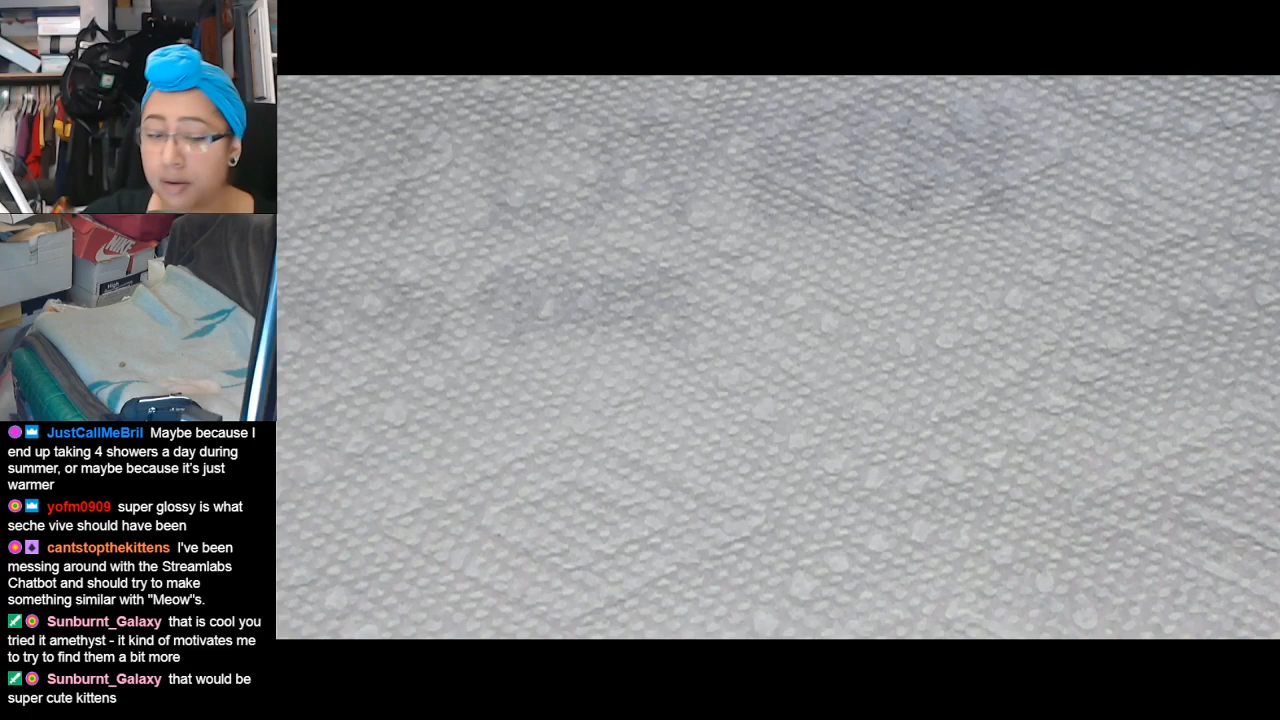 NIKE
High
JustCallMeBril Maybe because I
end up taking 4 showers a day during
summer, or maybe because it's just
warmer
yofm0909 super glossy is what
seche vive should have been
cantstopthekittens I've been
messing around with the Streamlabs
Chatbot and should try to make
something similar with "Meow"s.
Sunburnt_Galaxy that is cool you
tried it amethyst - it kind of motivates me
to try to find them a bit more
Sunburnt_Galaxy that would be
super cute kittens